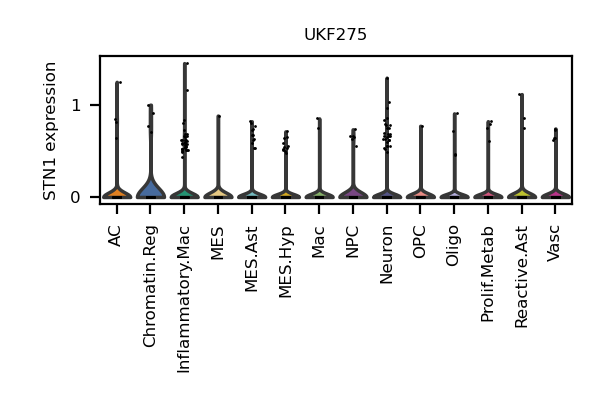 UKF275
STN1 expression
1
0
AC
Chromatin.Reg
Inflammatory.Mac
MES
MES.Ast
MES.Hyp
Mac
NPC
Neuron
OPC
Oligo
Prolif.Metab
Reactive.Ast
Vasc